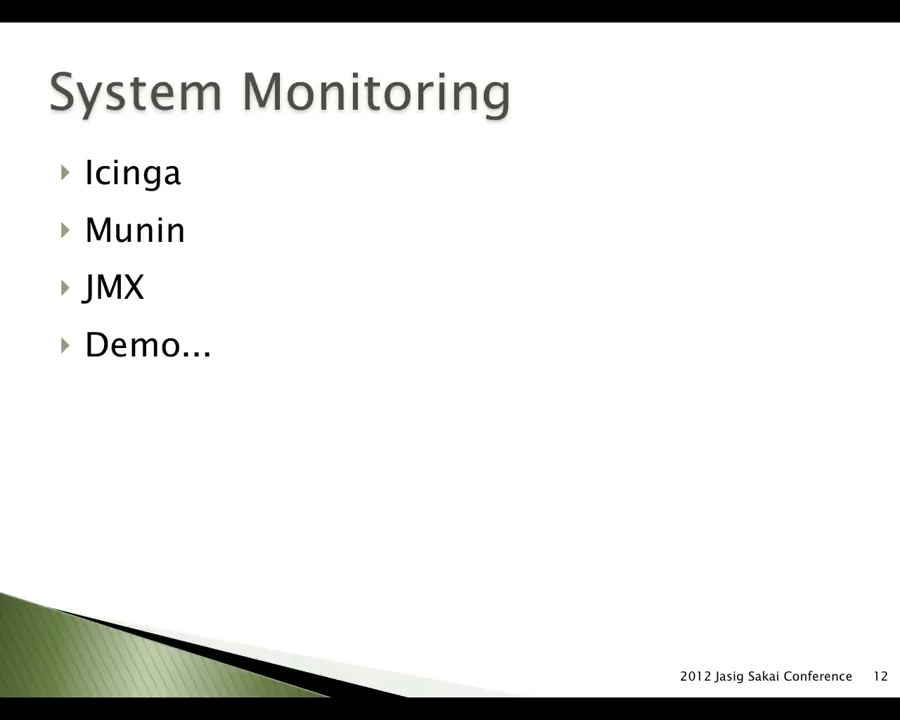 System Monitoring
Icinga
Munin
JMX
Demo...
2012 Jasig Sakai Conference 12